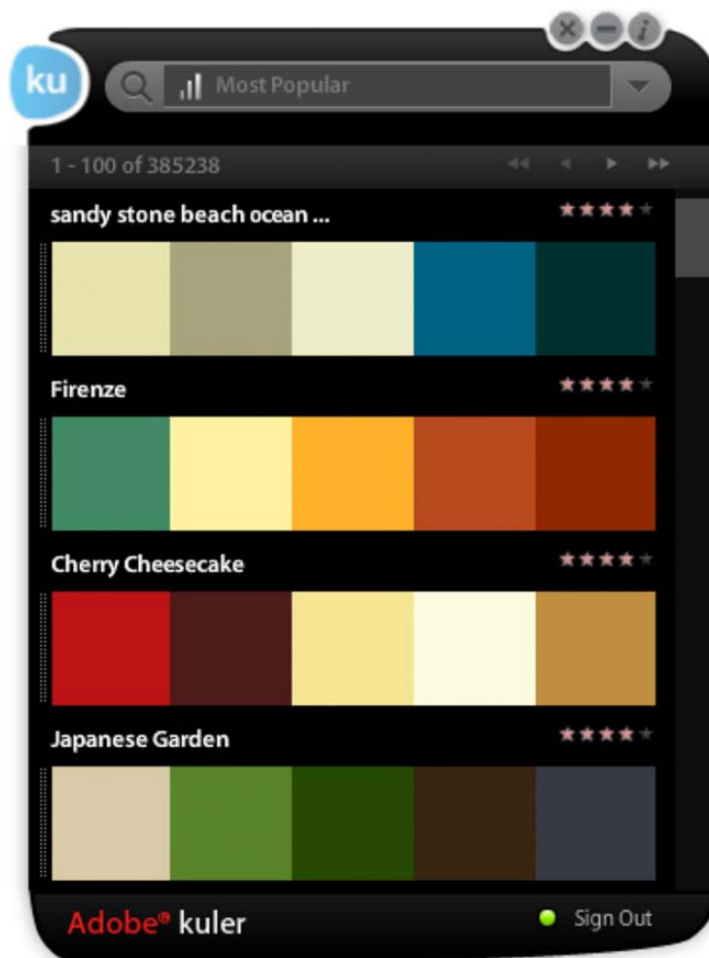 ku
Most Popular
1 - 100 of 385238
sandy stone beach ocean ...
Firenze
Cherry Cheesecake
Japanese Garden
Adobe® kuler
Sign Out